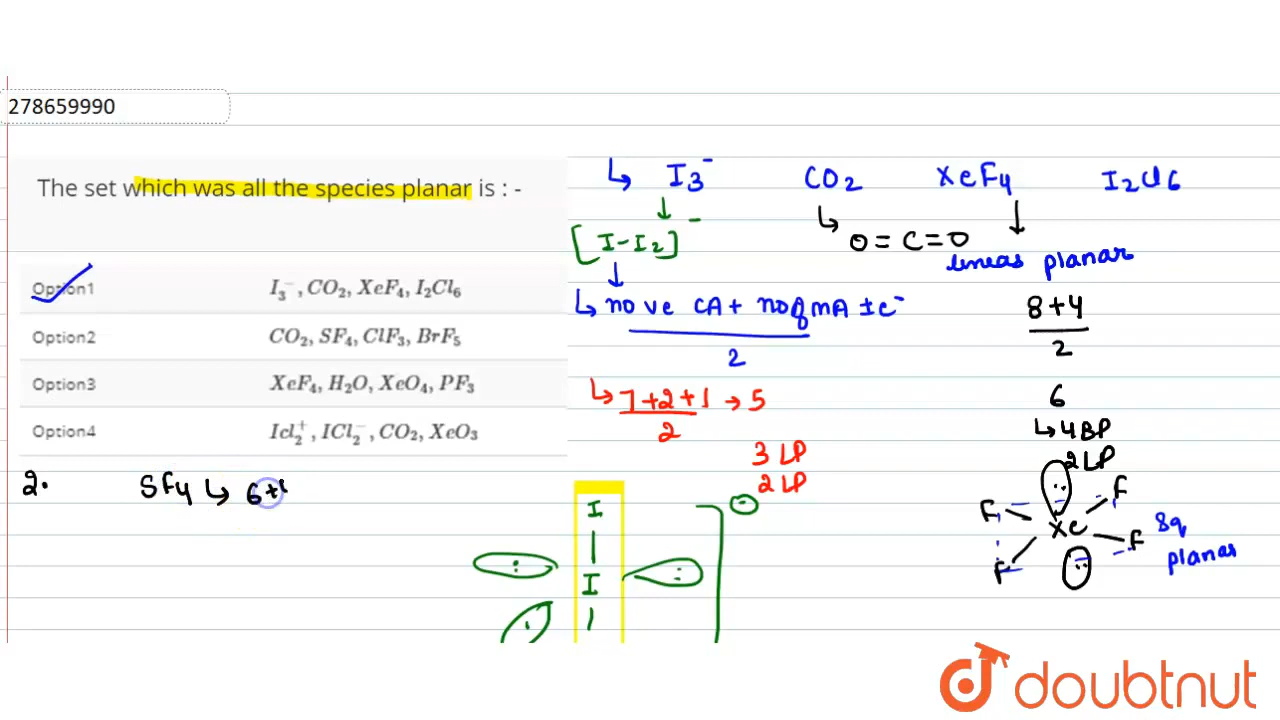 278659990
The set which was all the species planar is : -
Option1 I₃⁻, CO₂, XeF₄, I₂Cl₆
Option2 CO₂, SF₄, ClF₃, BrF₅
Option3 XeF₄, H₂O, XeO₄, PF₃
Option4 Icl₂⁺, ICl₂⁻, CO₂, XeO₃
2. SF4 ↳ 6+
↳ I3⁻ CO2 XeF4 I2Cl6
[I-I2]⁻
O=C=O
linear planar
↳ no ve CA + no of mA ± e⁻
2
↳ 7+2+1 → 5
2
3 LP
2 LP
I
I
8+4
2
6
↳ 4BP
2LP
F F
Xe
F F
Sq
planar
doubtnut